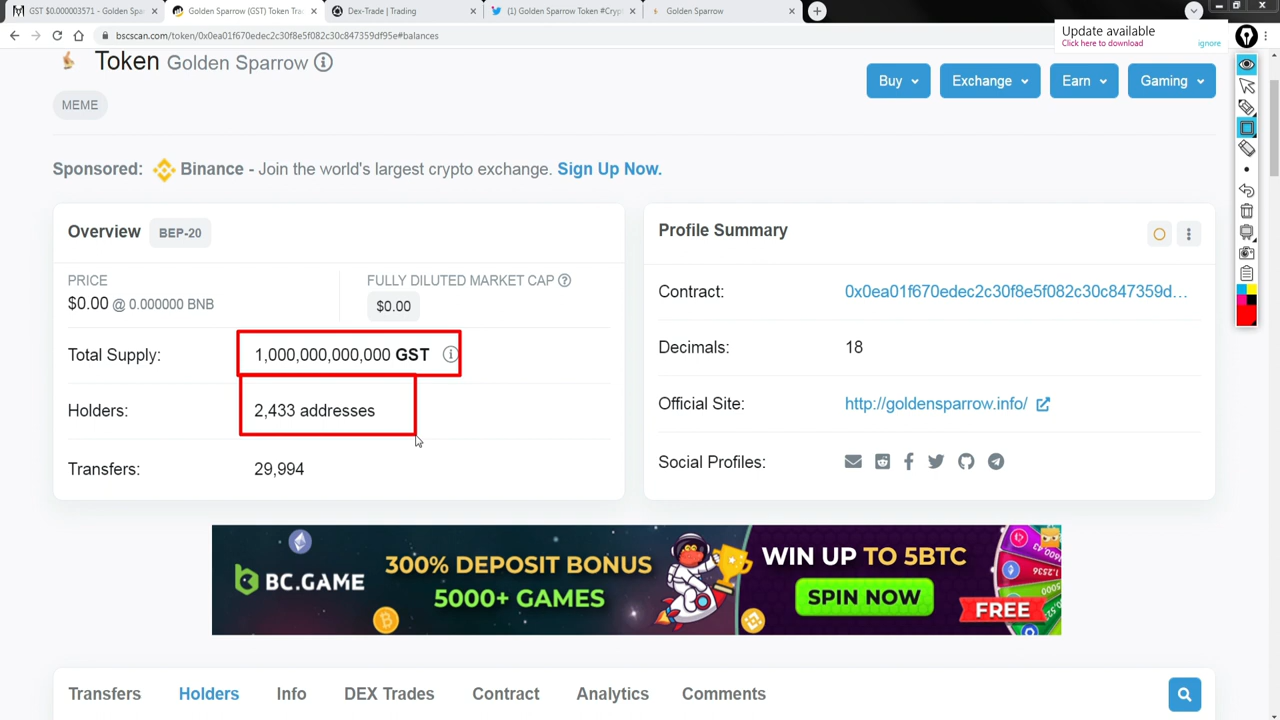 GST $0.000003571 - Golden Spa
Golden Sparrow (GST) Token Trac
Dex-Trade | Trading
(1) Golden Sparrow Token #Cryp
Golden Sparrow
bscscan.com/token/0x0ea01f670edec2c30f8e5f082c30c847359df95e#balances
Update available
Click here to download
ignore
Token Golden Sparrow
Buy
Exchange
Earn
Gaming
MEME
Sponsored: Binance - Join the world's largest crypto exchange. Sign Up Now.
Overview BEP-20
PRICE
$0.00 @ 0.000000 BNB
FULLY DILUTED MARKET CAP
$0.00
Total Supply: 1,000,000,000,000 GST
Holders: 2,433 addresses
Transfers: 29,994
Profile Summary
Contract: 0x0ea01f670edec2c30f8e5f082c30c847359d...
Decimals: 18
Official Site: http://goldensparrow.info/
Social Profiles:
BC.GAME
300% DEPOSIT BONUS
5000+ GAMES
WIN UP TO 5BTC
SPIN NOW
FREE
Transfers
Holders
Info
DEX Trades
Contract
Analytics
Comments